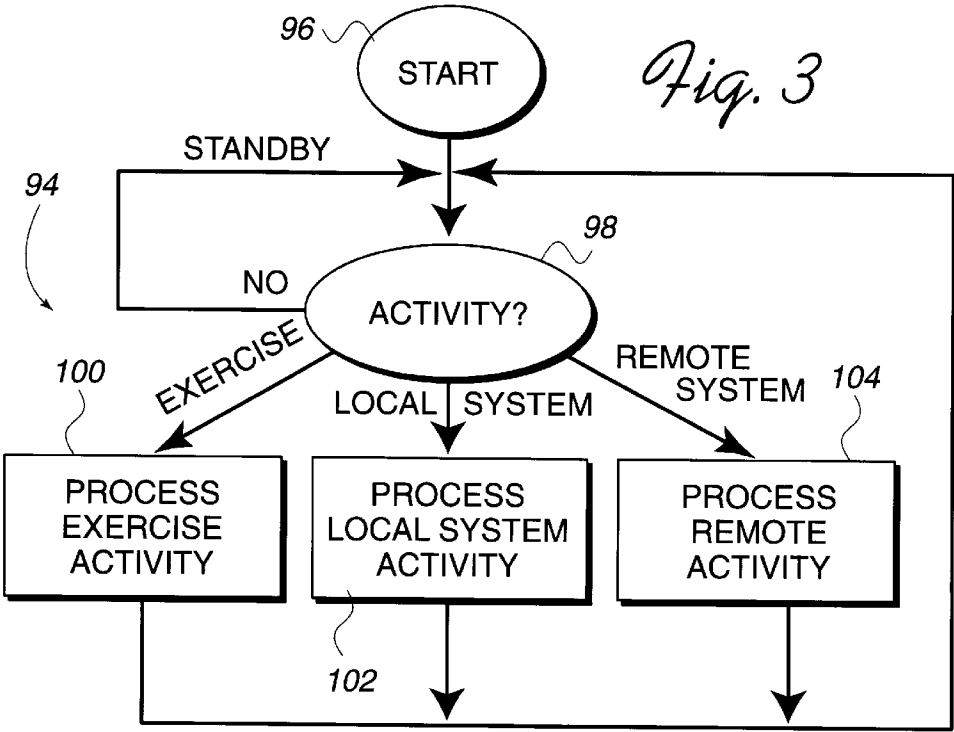 96
START
Fig. 3
STANDBY
94
98
NO
ACTIVITY?
EXERCISE
REMOTE
SYSTEM
100
LOCAL SYSTEM
104
PROCESS
EXERCISE
ACTIVITY
PROCESS
LOCAL SYSTEM
ACTIVITY
PROCESS
REMOTE
ACTIVITY
102